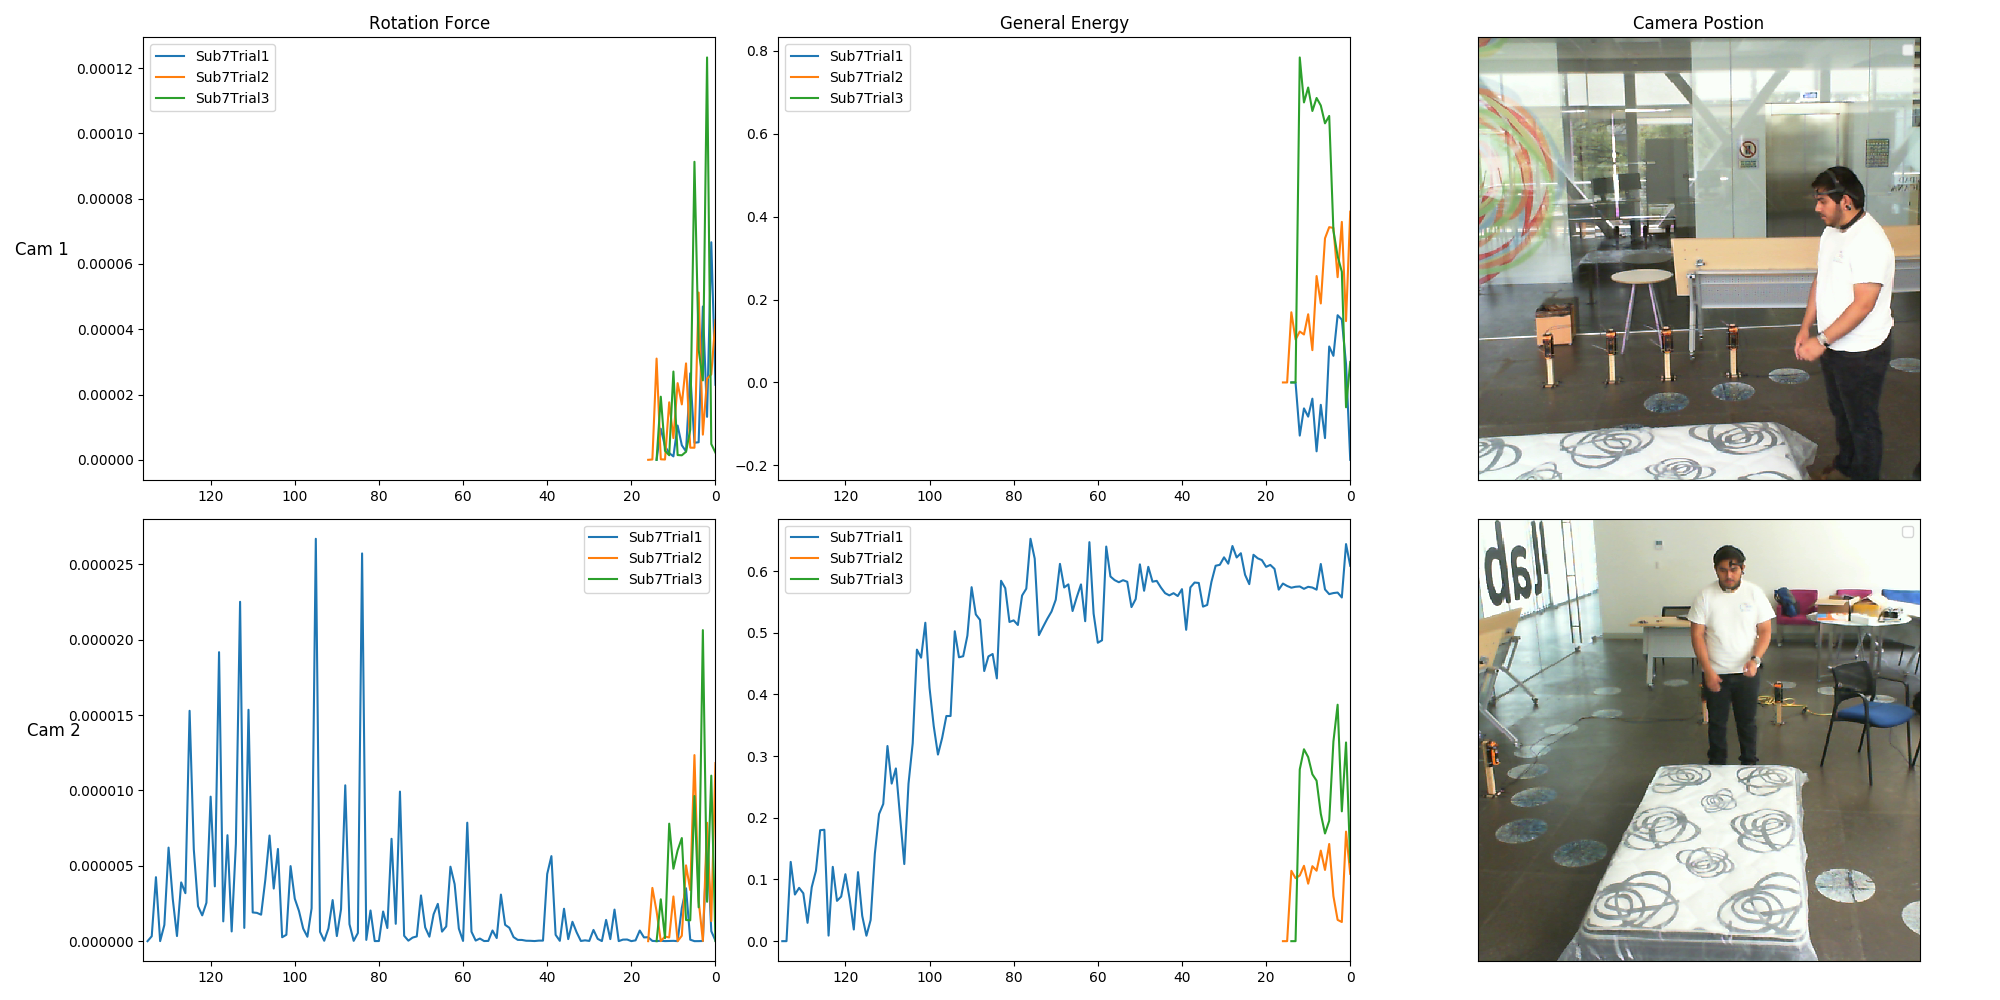 Rotation Force
General Energy
Camera Postion
Cam 1
Sub7Trial1
Sub7Trial2
Sub7Trial3
0.00012
0.00010
0.00008
0.00006
0.00004
0.00002
0.00000
120 100 80 60 40 20 0
Sub7Trial1
Sub7Trial2
Sub7Trial3
0.8
0.6
0.4
0.2
0.0
−0.2
120 100 80 60 40 20 0
Cam 2
Sub7Trial1
Sub7Trial2
Sub7Trial3
0.000025
0.000020
0.000015
0.000010
0.000005
0.000000
120 100 80 60 40 20 0
Sub7Trial1
Sub7Trial2
Sub7Trial3
0.6
0.5
0.4
0.3
0.2
0.1
0.0
120 100 80 60 40 20 0